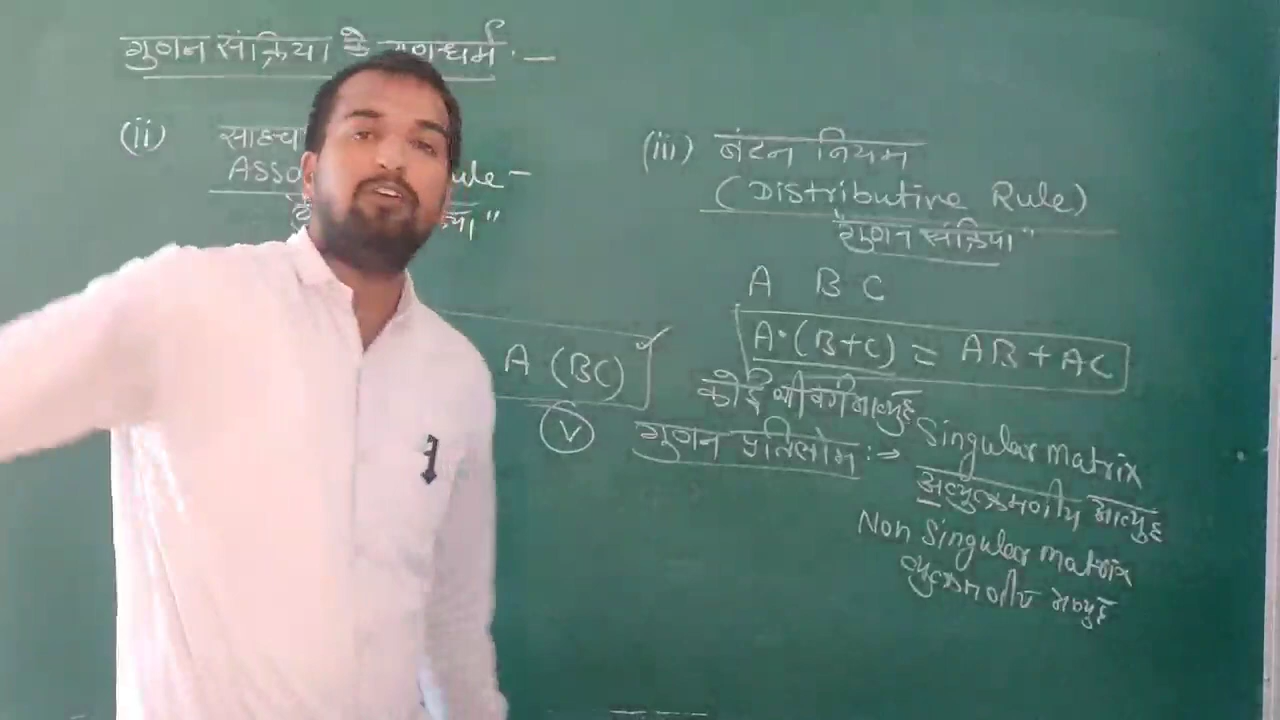 गुणन संक्रिया के गुणधर्म :-
(ii)
(iii) बंटन नियम
(Distributive Rule)
"गुणन संक्रिया"
A B C
A (BC)
A·(B+C) = AB + AC
कोई भी वर्ग आव्यूह
(v) गुणन प्रतिलोम :→
Singular matrix
अव्युत्क्रमणीय आव्यूह
Non Singular matrix
व्युत्क्रमणीय आव्यूह